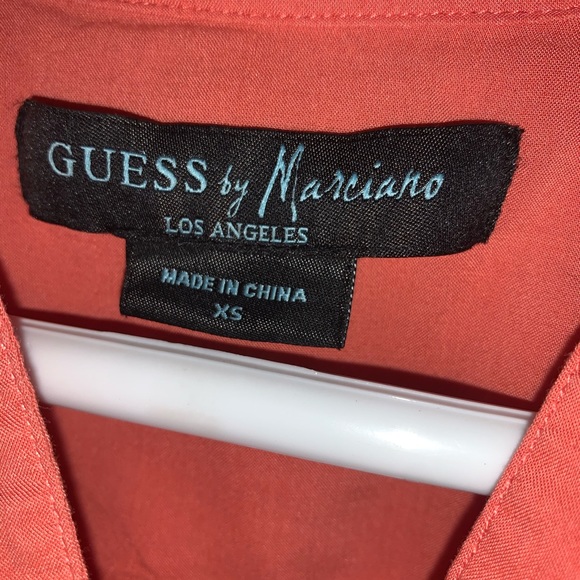 GUESS by Marciano
LOS ANGELES
MADE IN CHINA
XS